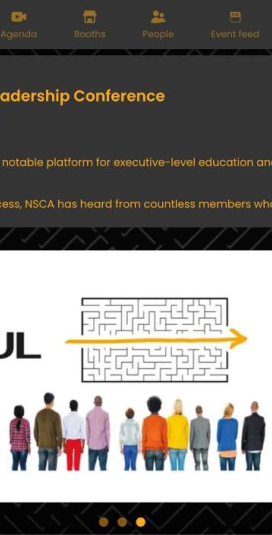 Agenda
Booths
People
Event feed
adership Conference
notable platform for executive-level education an
cess, NSCA has heard from countless members who
UL